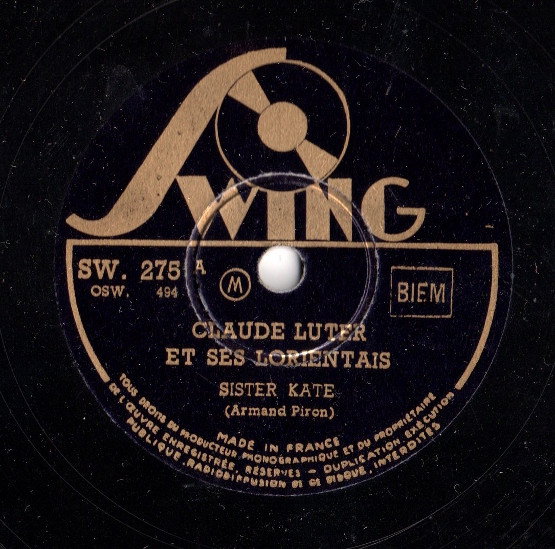 SWING
SW. 275 A
OSW. 494
M
BIEM
CLAUDE LUTER
ET SES LORIENTAIS
SISTER KATE
(Armand Piron)
MADE IN FRANCE
TOUS DROITS DU PRODUCTEUR PHONOGRAPHIQUE ET DU PROPRIÉTAIRE
DE L'ŒUVRE ENREGISTRÉE, RÉSERVÉS - DUPLICATION, EXÉCUTION
PUBLIQUE, RADIODIFFUSION DE CE DISQUE, INTERDITES